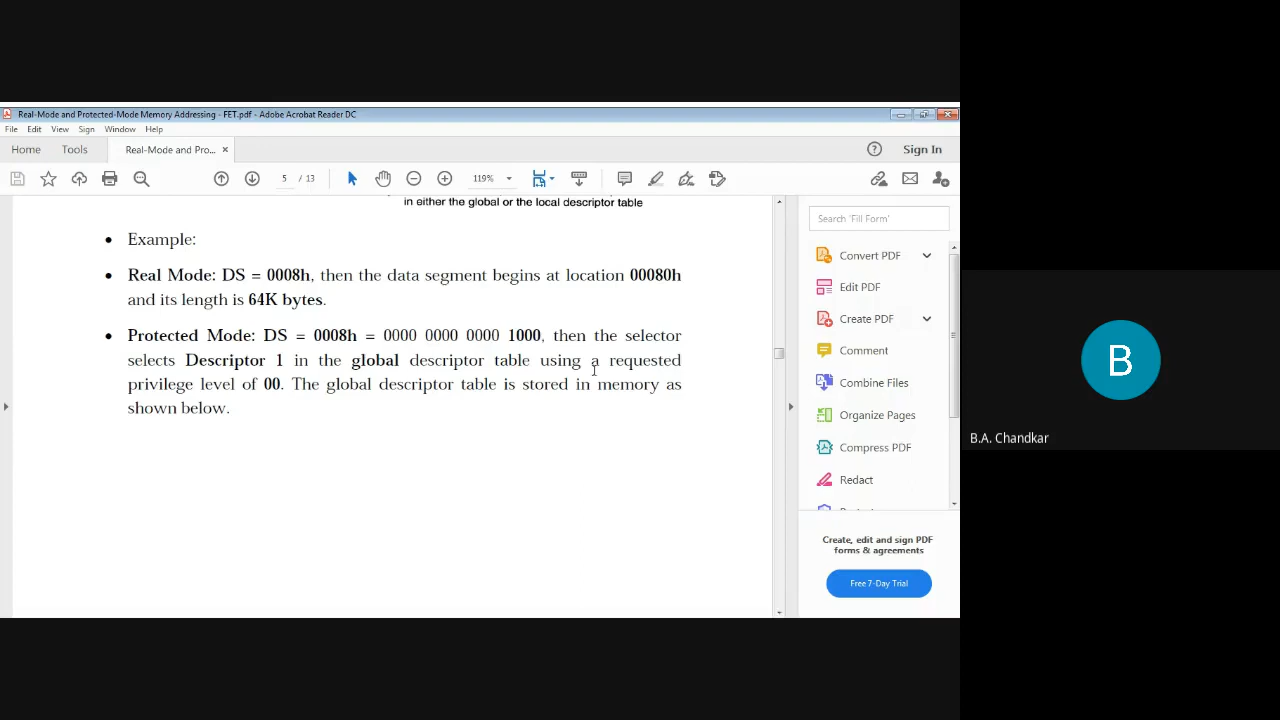 Real-Mode and Protected-Mode Memory Addressing - FET.pdf - Adobe Acrobat Reader DC
File Edit View Sign Window Help
Home Tools Real-Mode and Pro... × Sign In
5 / 13 119%
in either the global or the local descriptor table
• Example:
• Real Mode: DS = 0008h, then the data segment begins at location 00080h
and its length is 64K bytes.
• Protected Mode: DS = 0008h = 0000 0000 0000 1000, then the selector
selects Descriptor 1 in the global descriptor table using a requested
privilege level of 00. The global descriptor table is stored in memory as
shown below.
Search 'Fill Form'
Convert PDF
Edit PDF
Create PDF
Comment
Combine Files
Organize Pages
Compress PDF
Redact
Create, edit and sign PDF
forms & agreements
Free 7-Day Trial
B
B.A. Chandkar